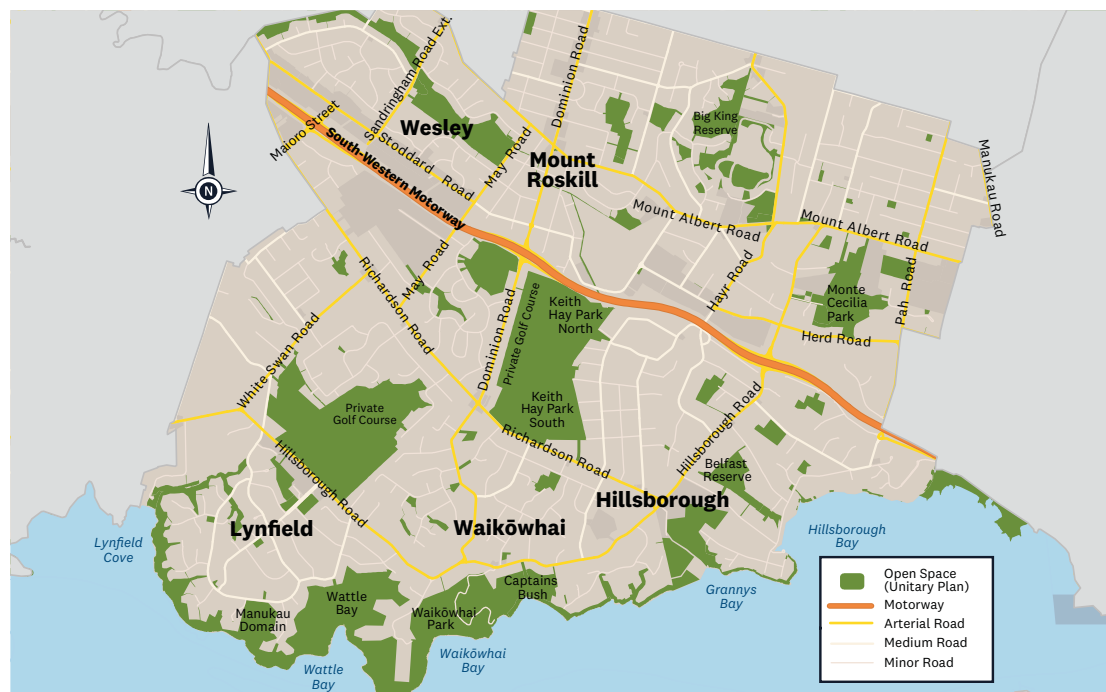 Sandringham Road Ext.
Dominion Road
Maioro Street
Wesley
Big King
Reserve
Stoddard Road
South-Western Motorway
May Road
Mount
Roskill
Manukau Road
N
Mount Albert Road
Mount Albert Road
May Road
Richardson Road
Hayr Road
Pah Road
Monte
Cecilia
Park
Private Golf Course
Keith
Hay Park
North
Dominion Road
Herd Road
White Swan Road
Keith
Hay Park
South
Private
Golf Course
Hillsborough Road
Richardson Road
Hillsborough Road
Belfast
Reserve
Hillsborough
Lynfield
Waikōwhai
Lynfield
Cove
Hillsborough
Bay
Captains
Bush
Grannys
Bay
Wattle
Bay
Manukau
Domain
Waikōwhai
Park
Waikōwhai
Bay
Wattle
Bay
Open Space
(Unitary Plan)
Motorway
Arterial Road
Medium Road
Minor Road